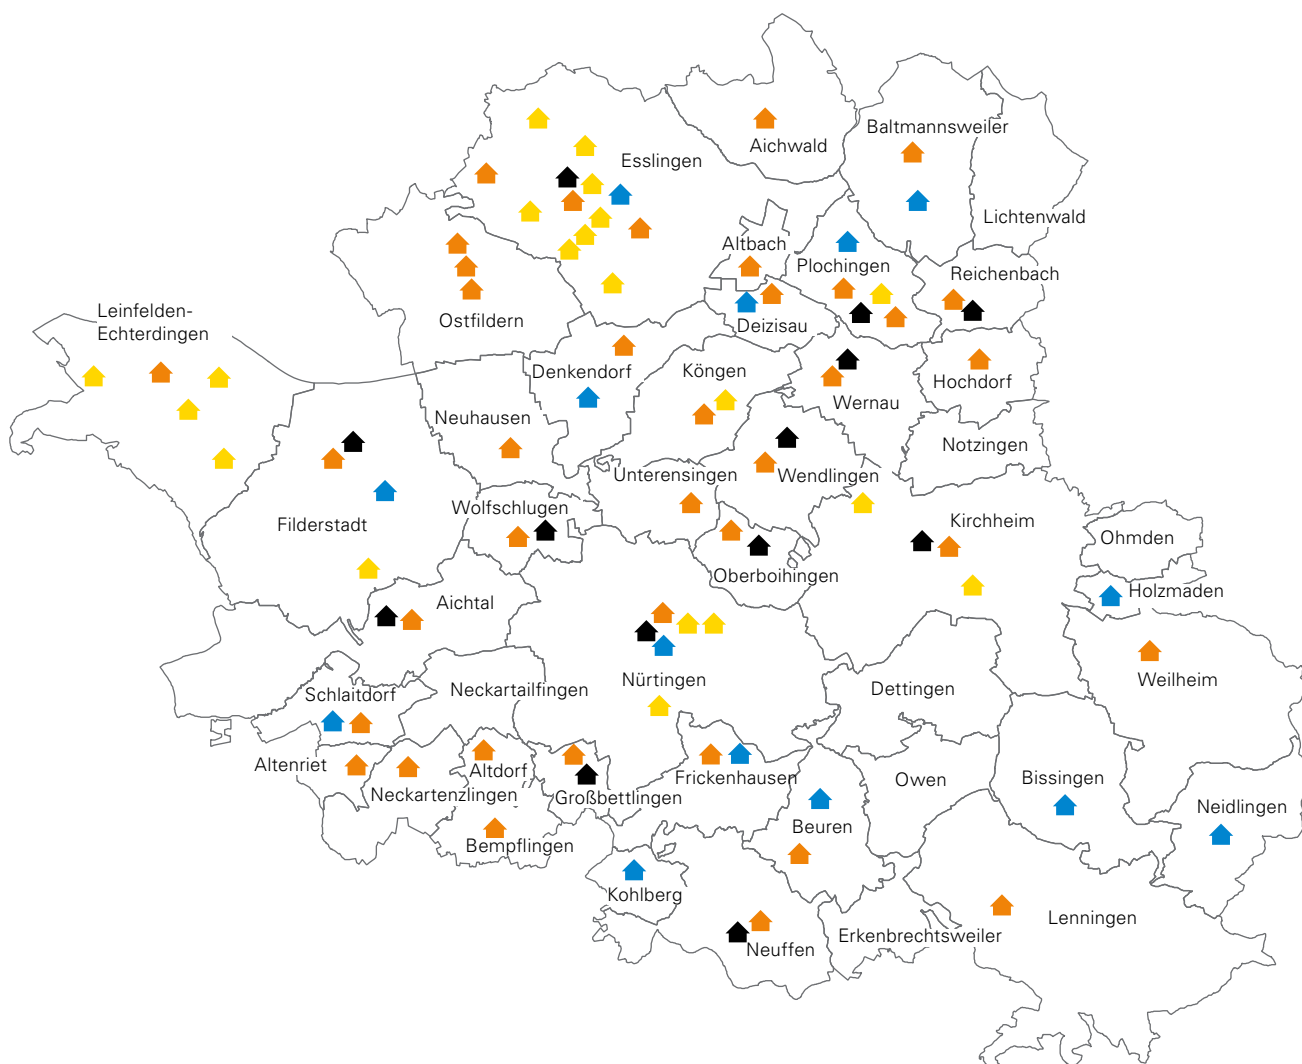 Baltmannsweiler
Aichwald
Esslingen
Lichtenwald
Altbach
Plochingen
Reichenbach
Leinfelden-
Echterdingen
Ostfildern
Deizisau
Denkendorf
Köngen
Hochdorf
Wernau
Neuhausen
Notzingen
Unterensingen
Wendlingen
Wolfschlugen
Filderstadt
Kirchheim
Ohmden
Oberboihingen
Holzmaden
Aichtal
Nürtingen
Weilheim
Schlaitdorf
Neckartailfingen
Dettingen
Altenriet
Altdorf
Frickenhausen
Owen
Bissingen
Neckartenzlingen
Großbettlingen
Neidlingen
Beuren
Bempflingen
Kohlberg
Lenningen
Erkenbrechtsweiler
Neuffen